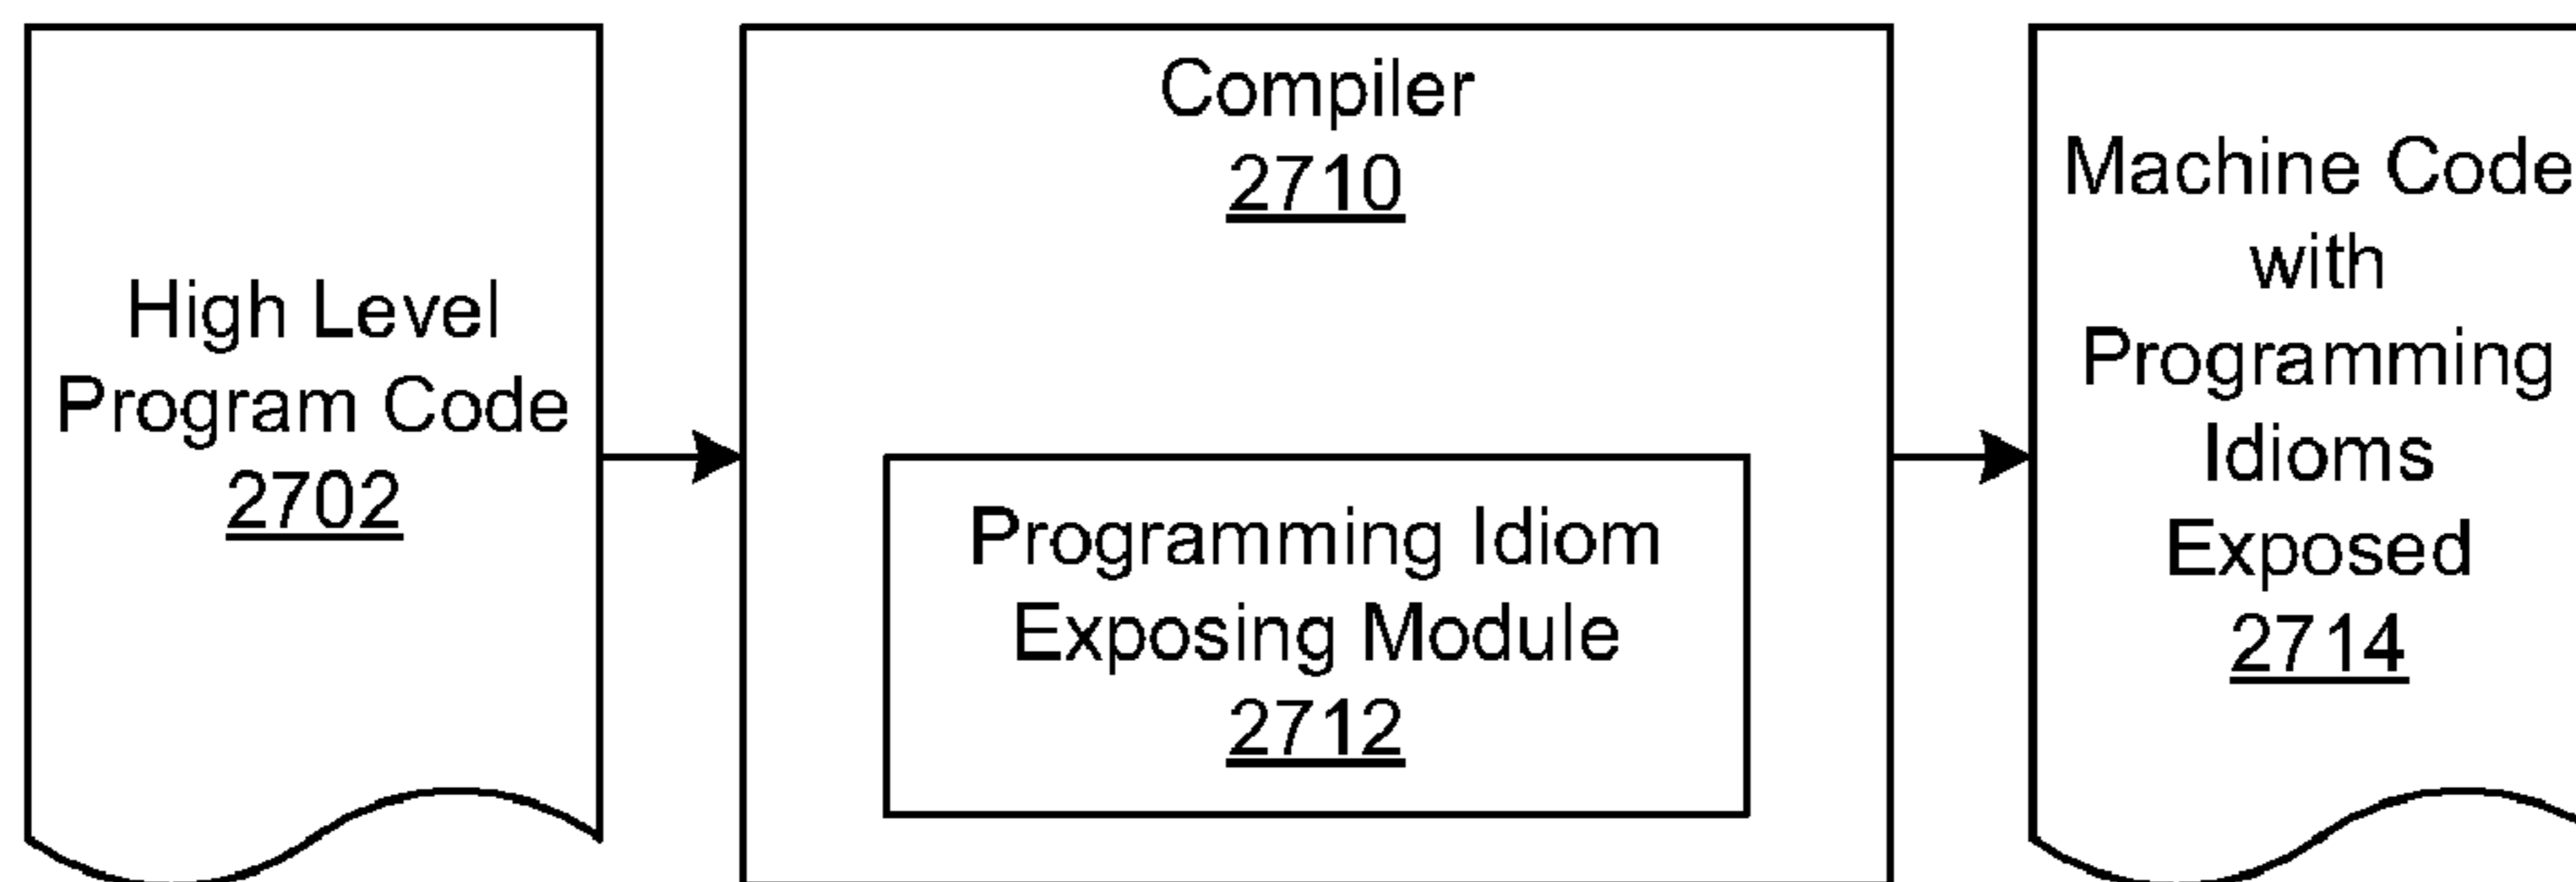 High Level
Program Code
2702
Compiler
2710
Programming Idiom
Exposing Module
2712
Machine Code
with
Programming
Idioms
Exposed
2714